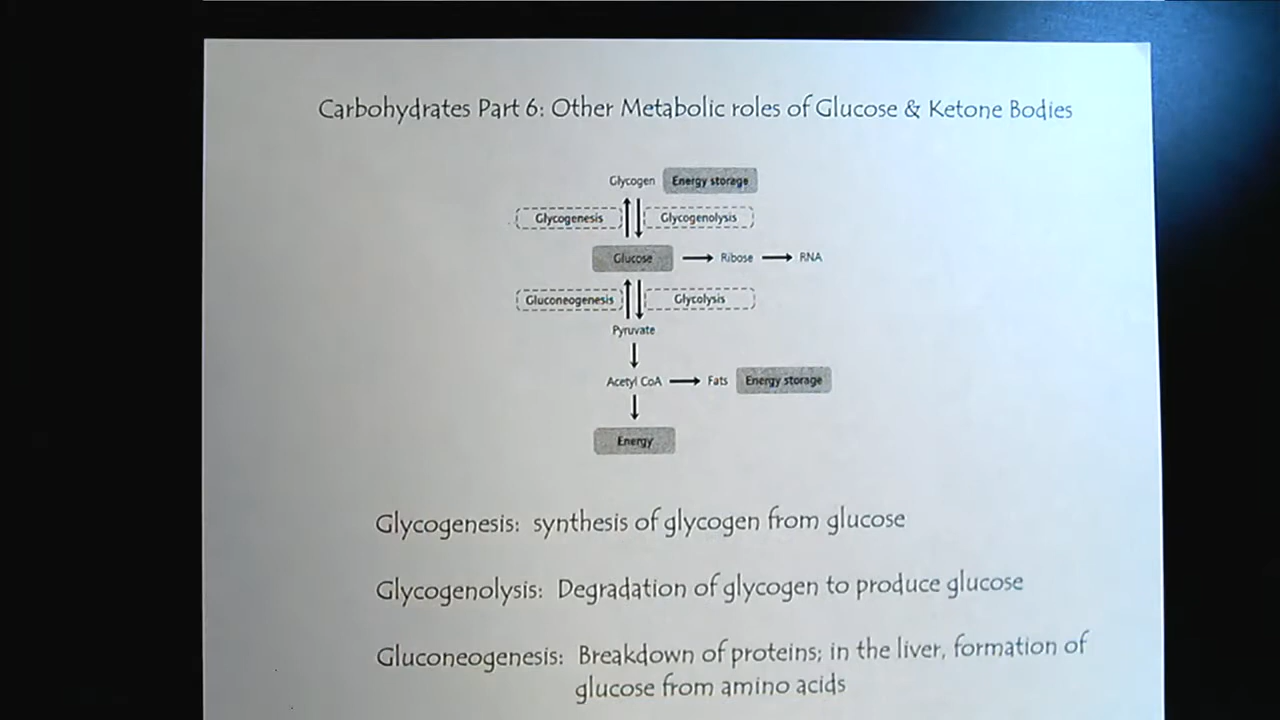 Carbohydrates Part 6: Other Metabolic roles of Glucose & Ketone Bodies
Glycogen Energy storage
Glycogenesis Glycogenolysis
Glucose Ribose RNA
Gluconeogenesis Glycolysis
Pyruvate
Acetyl CoA Fats Energy storage
Energy
Glycogenesis: synthesis of glycogen from glucose
Glycogenolysis: Degradation of glycogen to produce glucose
Gluconeogenesis: Breakdown of proteins; in the liver, formation of
glucose from amino acids